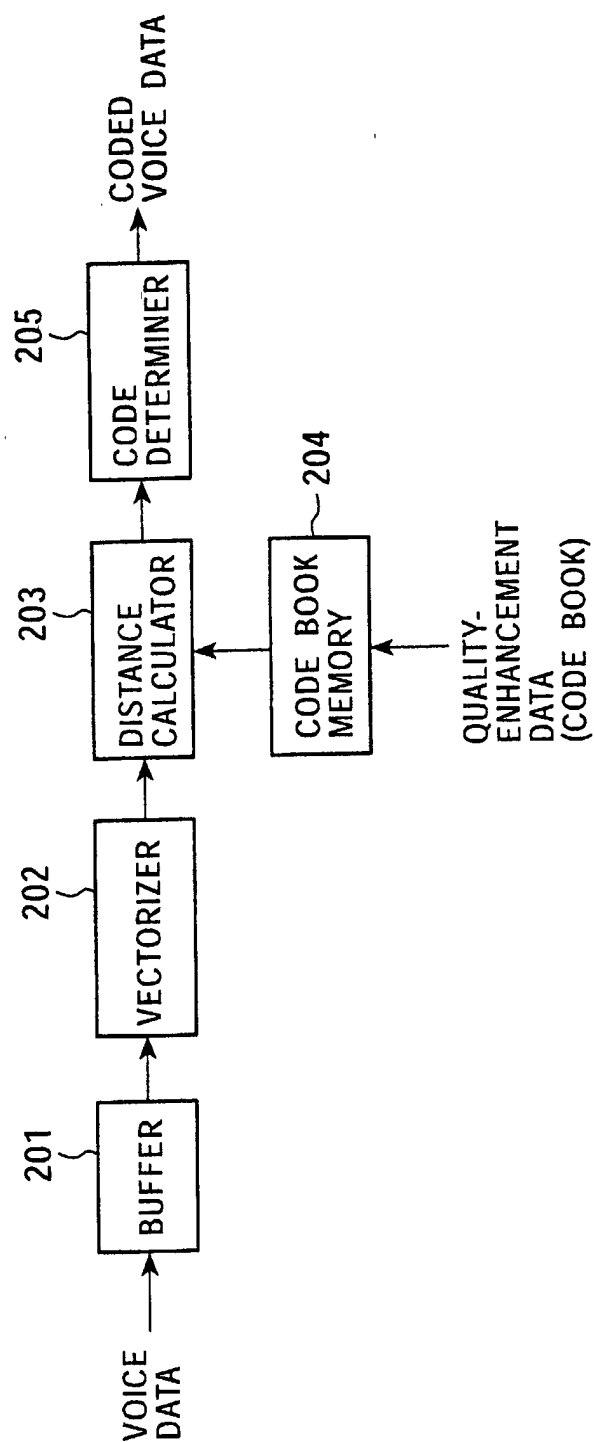 VOICE
DATA
201
BUFFER
202
VECTORIZER
203
DISTANCE
CALCULATOR
204
CODE BOOK
MEMORY
QUALITY-
ENHANCEMENT
DATA
(CODE BOOK)
205
CODE
DETERMINER
CODED
VOICE DATA